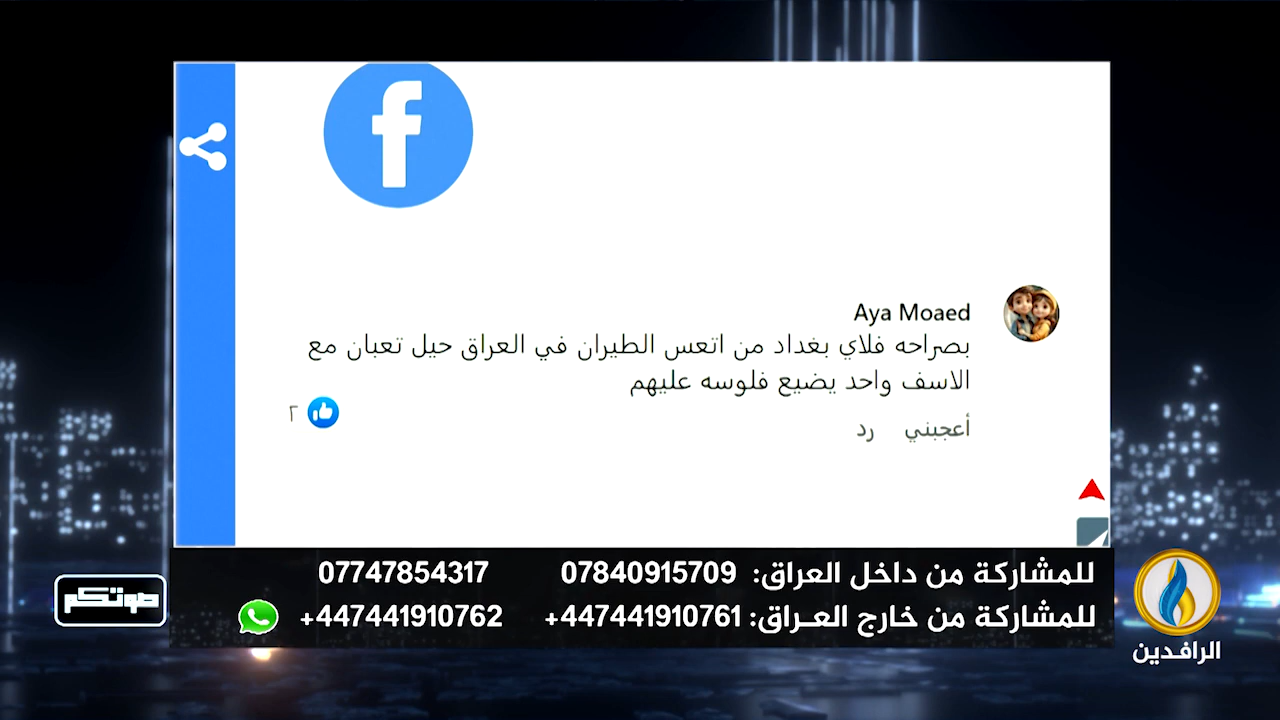 f
Aya Moaed
بصراحه فلاي بغداد من اتعس الطيران في العراق حيل تعبان مع
الاسف واحد يضيع فلوسه عليهم
أعجبني رد
٢
للمشاركة من داخل العراق: 07840915709 07747854317
للمشاركة من خارج العـراق: 447441910761+ 447441910762+
صوتكم
الرافدين